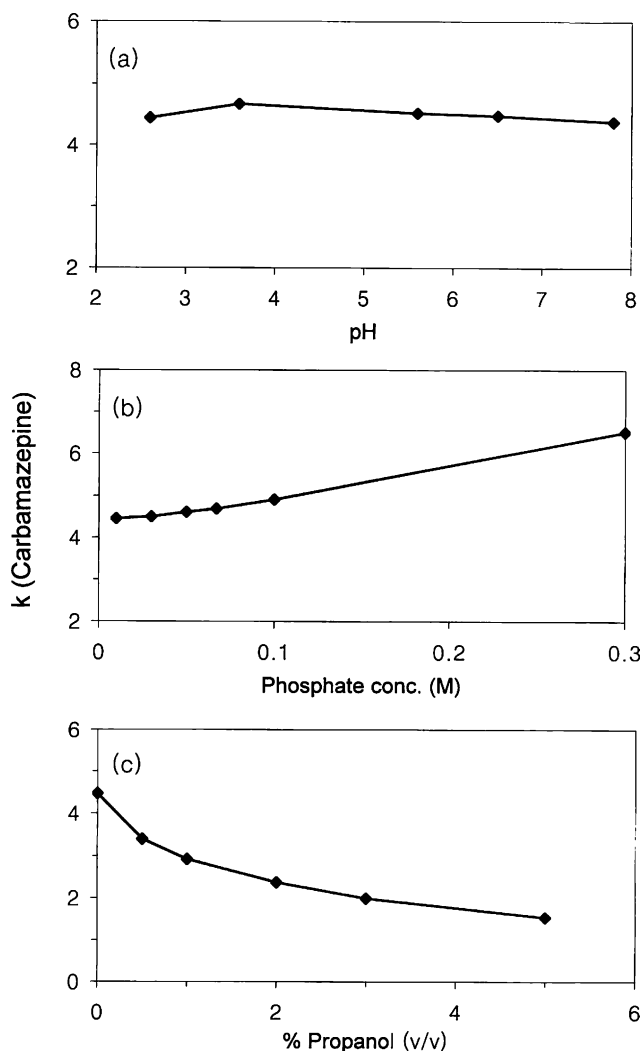 (a)
6
4
2
2 3 4 5 6 7 8
pH
k (Carbamazepine)
(b)
8
6
4
2
0 0.1 0.2 0.3
Phosphate conc. (M)
(c)
6
4
2
0
0 2 4 6
% Propanol (v/v)